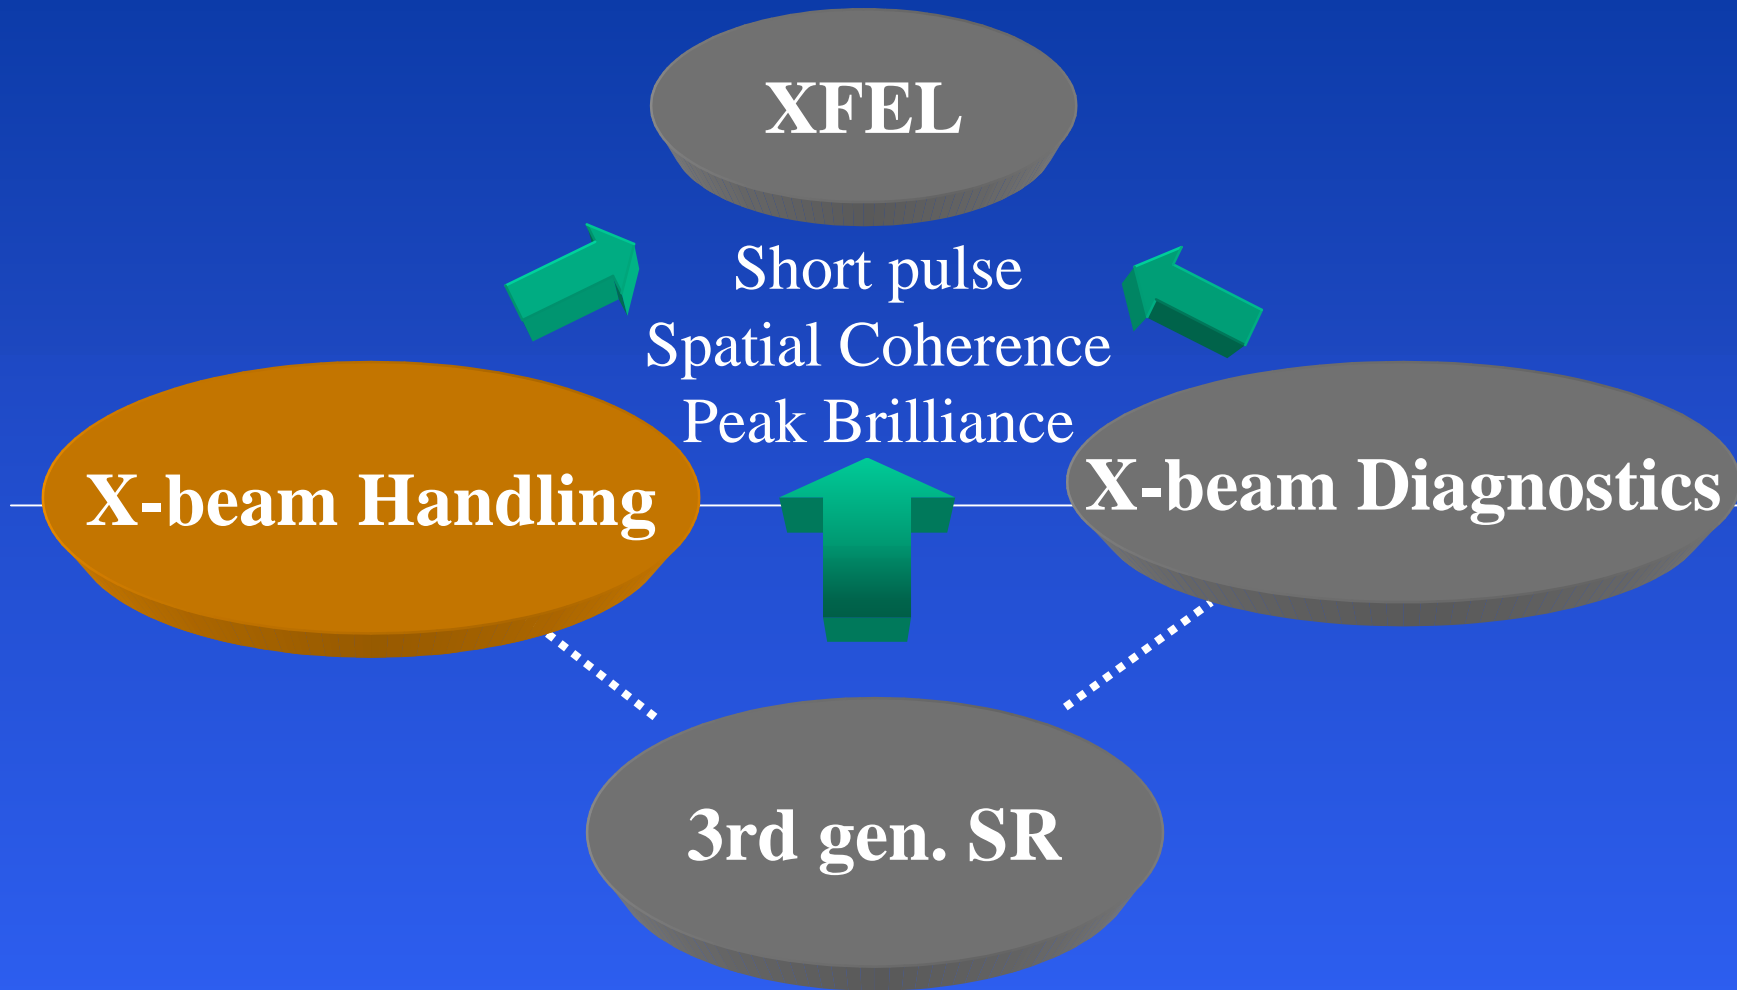 XFEL
Short pulse
Spatial Coherence
Peak Brilliance
X-beam Handling
X-beam Diagnostics
3rd gen. SR